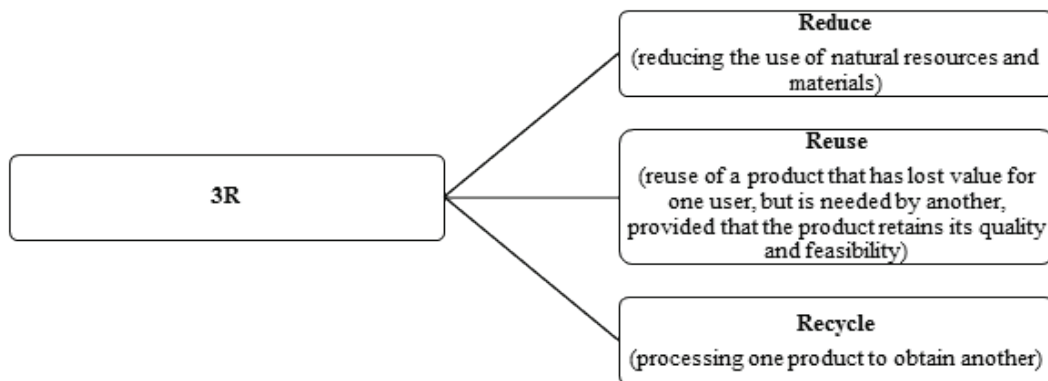 3R
Reduce
(reducing the use of natural resources and
materials)
Reuse
(reuse of a product that has lost value for
one user, but is needed by another,
provided that the product retains its quality
and feasibility)
Recycle
(processing one product to obtain another)